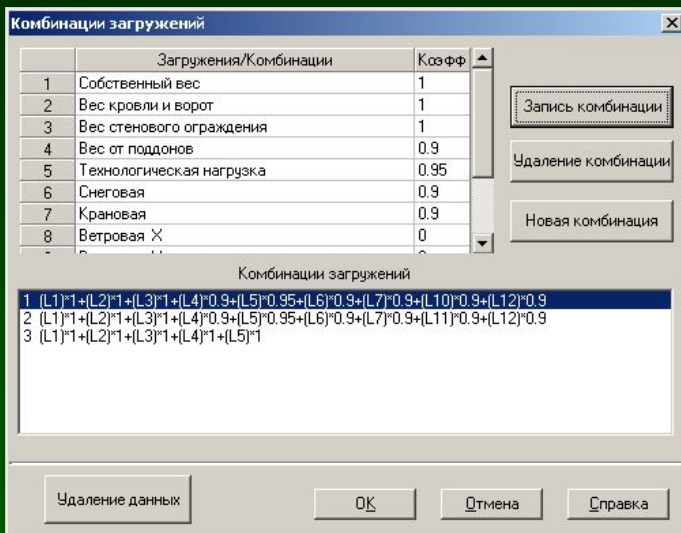 Комбинации загружений
Загружения/Комбинации Коэфф
1 Собственный вес 1
2 Вес кровли и ворот 1
3 Вес стенового ограждения 1
4 Вес от поддонов 0.9
5 Технологическая нагрузка 0.95
6 Снеговая 0.9
7 Крановая 0.9
8 Ветровая X 0
Запись комбинации
Удаление комбинации
Новая комбинация
Комбинации загружений
1 (L1)*1+(L2)*1+(L3)*1+(L4)*0.9+(L5)*0.95+(L6)*0.9+(L7)*0.9+(L10)*0.9+(L12)*0.9
2 (L1)*1+(L2)*1+(L3)*1+(L4)*0.9+(L5)*0.95+(L6)*0.9+(L7)*0.9+(L11)*0.9+(L12)*0.9
3 (L1)*1+(L2)*1+(L3)*1+(L4)*1+(L5)*1
Удаление данных
OK
Отмена
Справка